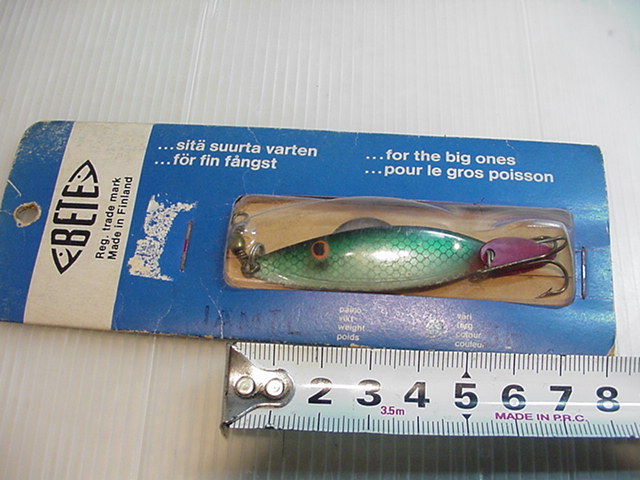 BETE
Reg. trade mark
Made in Finland
...sitä suurta varten
...för fin fångst
...for the big ones
...pour le gros poisson
paino
vikt
weight
poids
väri
färg
colour
couleur
2 3 4 5 6 7 8
3.5m
MADE IN P.R.C.